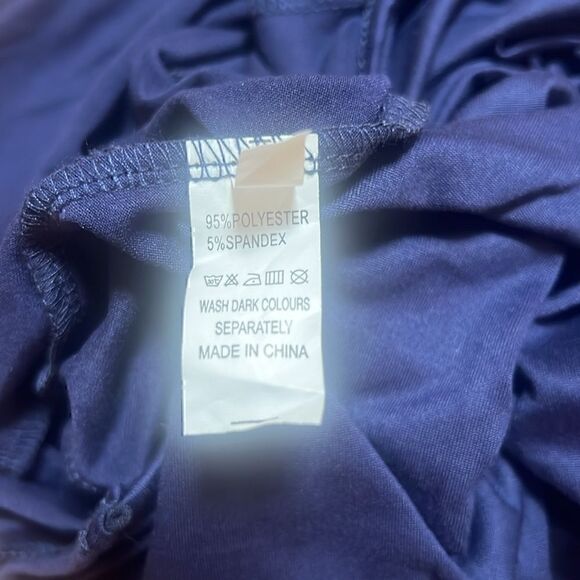 95%POLYESTER
5%SPANDEX
WASH DARK COLOURS
SEPARATELY
MADE IN CHINA